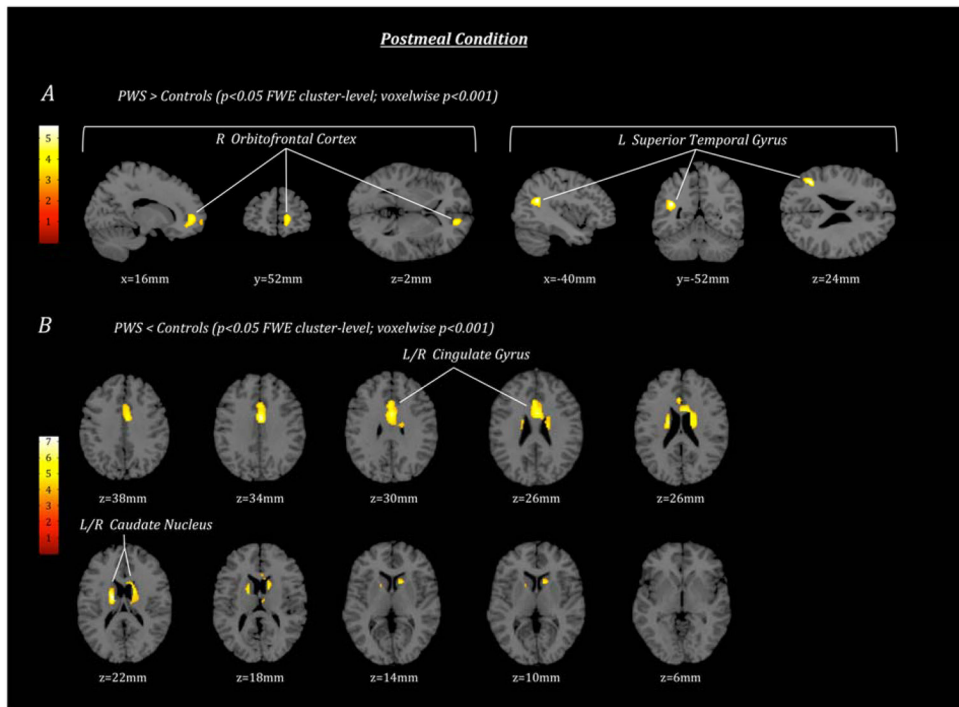 Postmeal Condition
A PWS > Controls (p<0.05 FWE cluster-level; voxelwise p<0.001)
R Orbitofrontal Cortex
L Superior Temporal Gyrus
5
4
3
2
1
x=16mm y=52mm z=2mm x=-40mm y=-52mm z=24mm
B PWS < Controls (p<0.05 FWE cluster-level; voxelwise p<0.001)
L/R Cingulate Gyrus
7
6
5
4
3
2
1
z=38mm z=34mm z=30mm z=26mm z=26mm
L/R Caudate Nucleus
z=22mm z=18mm z=14mm z=10mm z=6mm